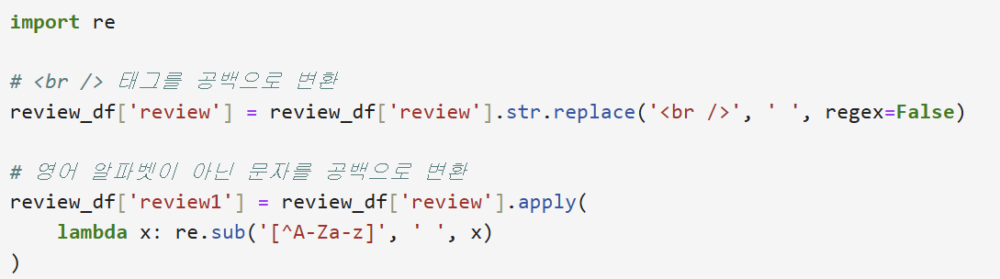 import re

# <br /> 태그를 공백으로 변환
review_df['review'] = review_df['review'].str.replace('<br />', ' ', regex=False)

# 영어 알파벳이 아닌 문자를 공백으로 변환
review_df['review1'] = review_df['review'].apply(
    lambda x: re.sub('[^A-Za-z]', ' ', x)
)